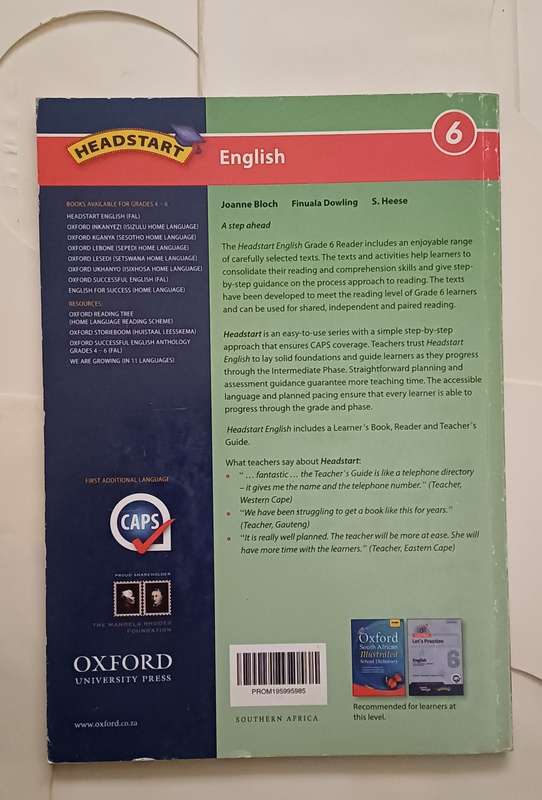 HEADSTART
English
6
BOOKS AVAILABLE FOR GRADES 4 – 6
HEADSTART ENGLISH (FAL)
OXFORD INKANYEZI (ISIZULU HOME LANGUAGE)
OXFORD KGANYA (SESOTHO HOME LANGUAGE)
OXFORD LEBONE (SEPEDI HOME LANGUAGE)
OXFORD LESEDI (SETSWANA HOME LANGUAGE)
OXFORD UKHANYO (ISIXHOSA HOME LANGUAGE)
OXFORD SUCCESSFUL ENGLISH (FAL)
ENGLISH FOR SUCCESS (HOME LANGUAGE)
RESOURCES:
OXFORD READING TREE
(HOME LANGUAGE READING SCHEME)
OXFORD STORIEBOOM (HUISTAAL LEESSKEMA)
OXFORD SUCCESSFUL ENGLISH ANTHOLOGY
GRADES 4 – 6 (FAL)
WE ARE GROWING (IN 11 LANGUAGES)
FIRST ADDITIONAL LANGUAGE
CAPS
PROUD SHAREHOLDER
THE MANDELA RHODES
FOUNDATION
OXFORD
UNIVERSITY PRESS
www.oxford.co.za
Joanne Bloch Finuala Dowling S. Heese
A step ahead
The Headstart English Grade 6 Reader includes an enjoyable range
of carefully selected texts. The texts and activities help learners to
consolidate their reading and comprehension skills and give step-
by-step guidance on the process approach to reading. The texts
have been developed to meet the reading level of Grade 6 learners
and can be used for shared, independent and paired reading.
Headstart is an easy-to-use series with a simple step-by-step
approach that ensures CAPS coverage. Teachers trust Headstart
English to lay solid foundations and guide learners as they progress
through the Intermediate Phase. Straightforward planning and
assessment guidance guarantee more teaching time. The accessible
language and planned pacing ensure that every learner is able to
progress through the grade and phase.
Headstart English includes a Learner's Book, Reader and Teacher's
Guide.
What teachers say about Headstart:
• " … fantastic … the Teacher's Guide is like a telephone directory
– it gives me the name and the telephone number." (Teacher,
Western Cape)
• "We have been struggling to get a book like this for years."
(Teacher, Gauteng)
• "It is really well planned. The teacher will be more at ease. She will
have more time with the learners." (Teacher, Eastern Cape)
PROM195995985
SOUTHERN AFRICA
Oxford
South African
Illustrated
School Dictionary
Let's Practise
English
6
Recommended for learners at
this level.